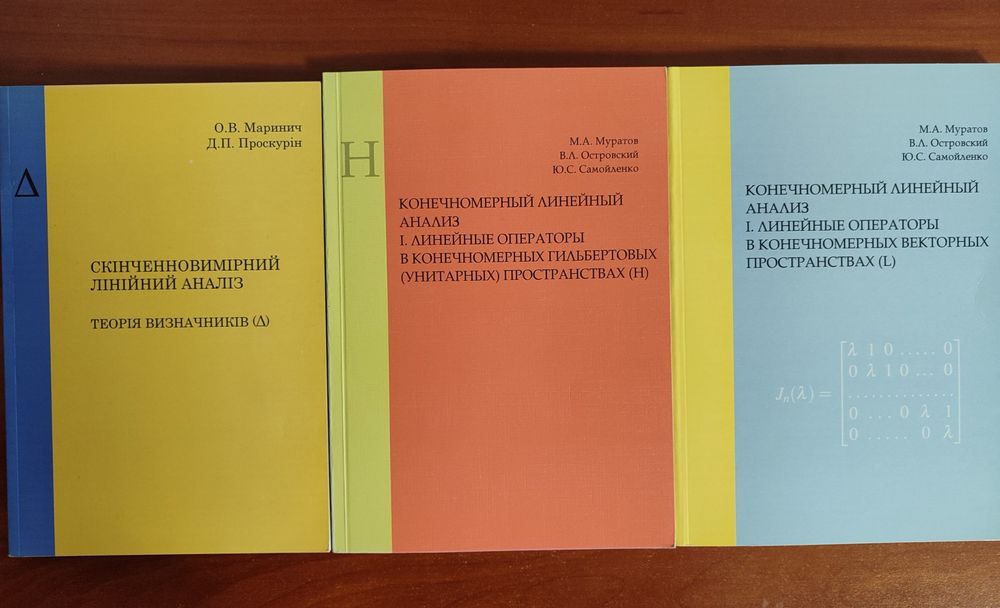 Δ
О.В. Маринич
Д.П. Проскурін
СКІНЧЕННОВИМІРНИЙ
ЛІНІЙНИЙ АНАЛІЗ
ТЕОРІЯ ВИЗНАЧНИКІВ (Δ)
H
М.А. Муратов
В.Л. Островский
Ю.С. Самойленко
КОНЕЧНОМЕРНЫЙ ЛИНЕЙНЫЙ
АНАЛИЗ
I. ЛИНЕЙНЫЕ ОПЕРАТОРЫ
В КОНЕЧНОМЕРНЫХ ГИЛЬБЕРТОВЫХ
(УНИТАРНЫХ) ПРОСТРАНСТВАХ (H)
М.А. Муратов
В.Л. Островский
Ю.С. Самойленко
КОНЕЧНОМЕРНЫЙ ЛИНЕЙНЫЙ
АНАЛИЗ
I. ЛИНЕЙНЫЕ ОПЕРАТОРЫ
В КОНЕЧНОМЕРНЫХ ВЕКТОРНЫХ
ПРОСТРАНСТВАХ (L)
λ 1 0 ..... 0
0 λ 1 0 ... 0
Jn(λ) = ...............
0 ... 0 λ 1
0 ..... 0 λ